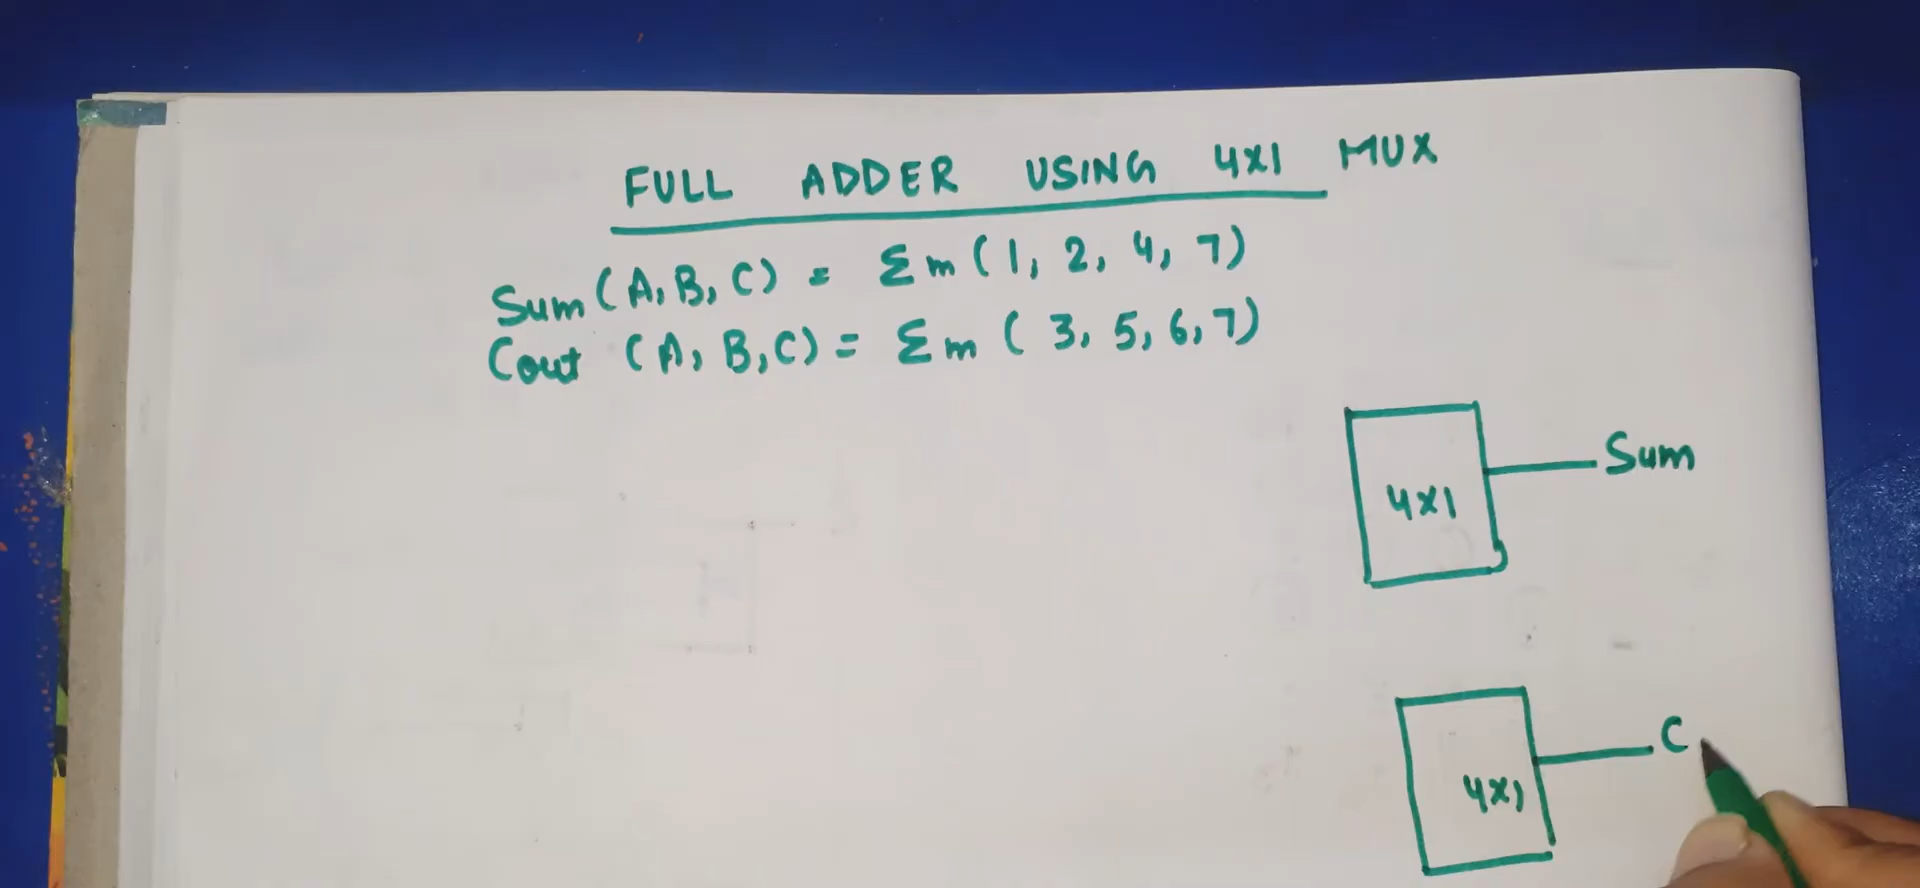 FULL ADDER USING 4x1 MUX
Sum (A, B, C) = Σm (1, 2, 4, 7)
Cout (A, B, C) = Σm (3, 5, 6, 7)
Sum
4x1
C
4x1